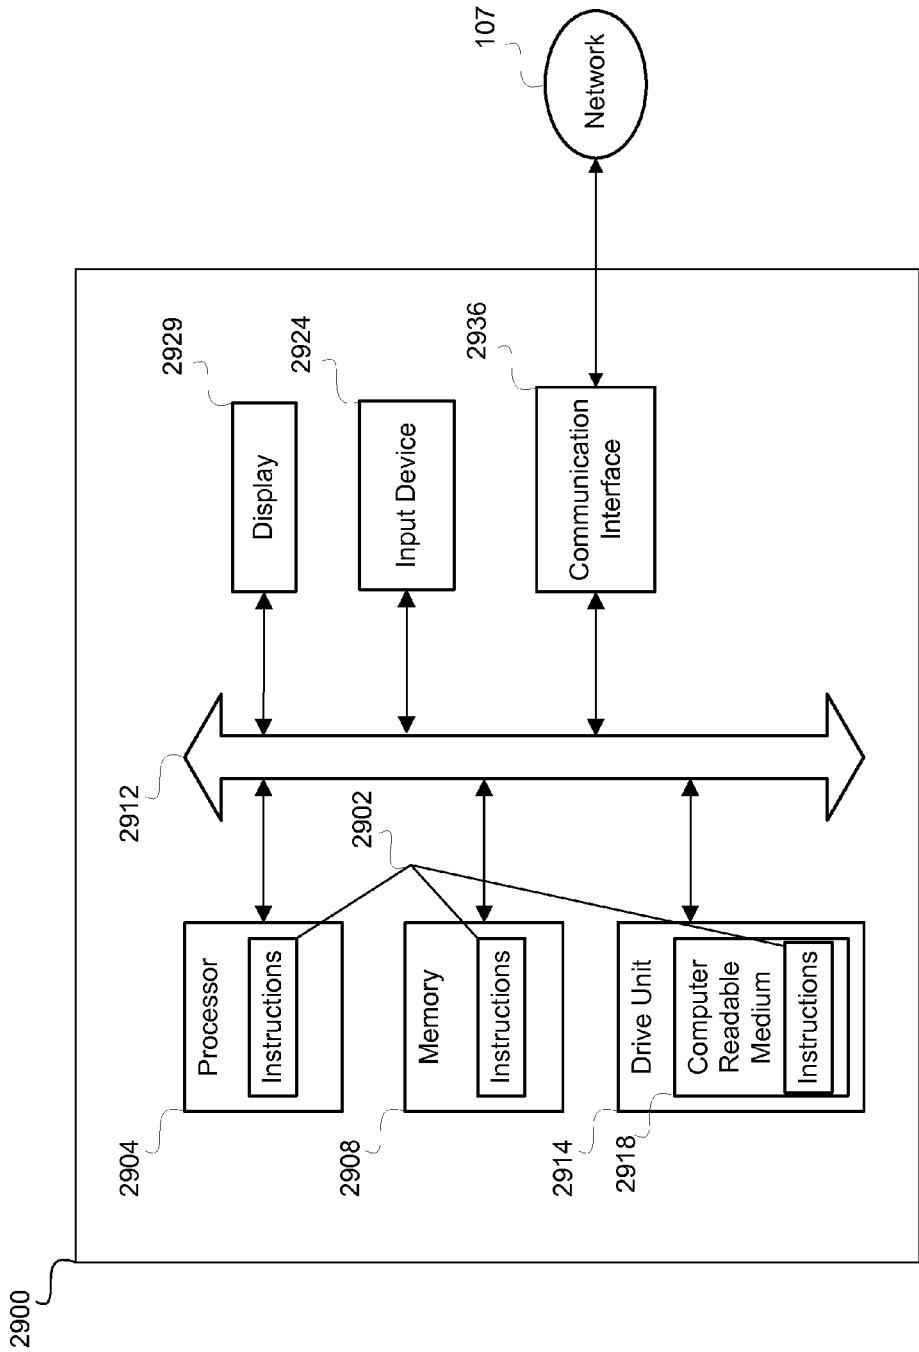 2900
2904
Processor
Instructions
2908
Memory
Instructions
2914
Drive Unit
2918
Computer
Readable
Medium
Instructions
2902
2912
2929
Display
2924
Input Device
2936
Communication
Interface
107
Network